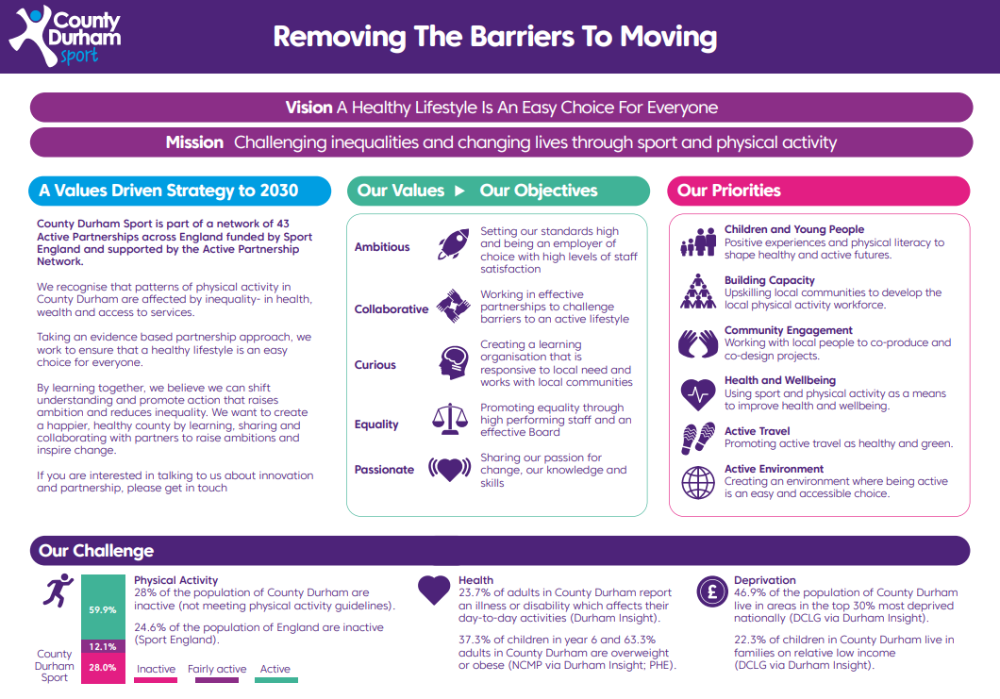 County
Durham
sport
Removing The Barriers To Moving
Vision A Healthy Lifestyle Is An Easy Choice For Everyone
Mission Challenging inequalities and changing lives through sport and physical activity
A Values Driven Strategy to 2030
County Durham Sport is part of a network of 43
Active Partnerships across England funded by Sport
England and supported by the Active Partnership
Network.
We recognise that patterns of physical activity in
County Durham are affected by inequality- in health,
wealth and access to services.
Taking an evidence based partnership approach, we
work to ensure that a healthy lifestyle is an easy
choice for everyone.
By learning together, we believe we can shift
understanding and promote action that raises
ambition and reduces inequality. We want to create
a happier, healthy county by learning, sharing and
collaborating with partners to raise ambitions and
inspire change.
If you are interested in talking to us about innovation
and partnership, please get in touch
Our Values ▶ Our Objectives
Ambitious
Setting our standards high
and being an employer of
choice with high levels of staff
satisfaction
Collaborative
Working in effective
partnerships to challenge
barriers to an active lifestyle
Curious
Creating a learning
organisation that is
responsive to local need and
works with local communities
Equality
Promoting equality through
high performing staff and an
effective Board
Passionate
Sharing our passion for
change, our knowledge and
skills
Our Priorities
Children and Young People
Positive experiences and physical literacy to
shape healthy and active futures.
Building Capacity
Upskilling local communities to develop the
local physical activity workforce.
Community Engagement
Working with local people to co-produce and
co-design projects.
Health and Wellbeing
Using sport and physical activity as a means
to improve health and wellbeing.
Active Travel
Promoting active travel as healthy and green.
Active Environment
Creating an environment where being active
is an easy and accessible choice.
Our Challenge
59.9%
12.1%
28.0%
County
Durham
Sport
Physical Activity
28% of the population of County Durham are
inactive (not meeting physical activity guidelines).
24.6% of the population of England are inactive
(Sport England).
Inactive Fairly active Active
Health
23.7% of adults in County Durham report
an illness or disability which affects their
day-to-day activities (Durham Insight).
37.3% of children in year 6 and 63.3%
adults in County Durham are overweight
or obese (NCMP via Durham Insight; PHE).
£
Deprivation
46.9% of the population of County Durham
live in areas in the top 30% most deprived
nationally (DCLG via Durham Insight).
22.3% of children in County Durham live in
families on relative low income
(DCLG via Durham Insight).